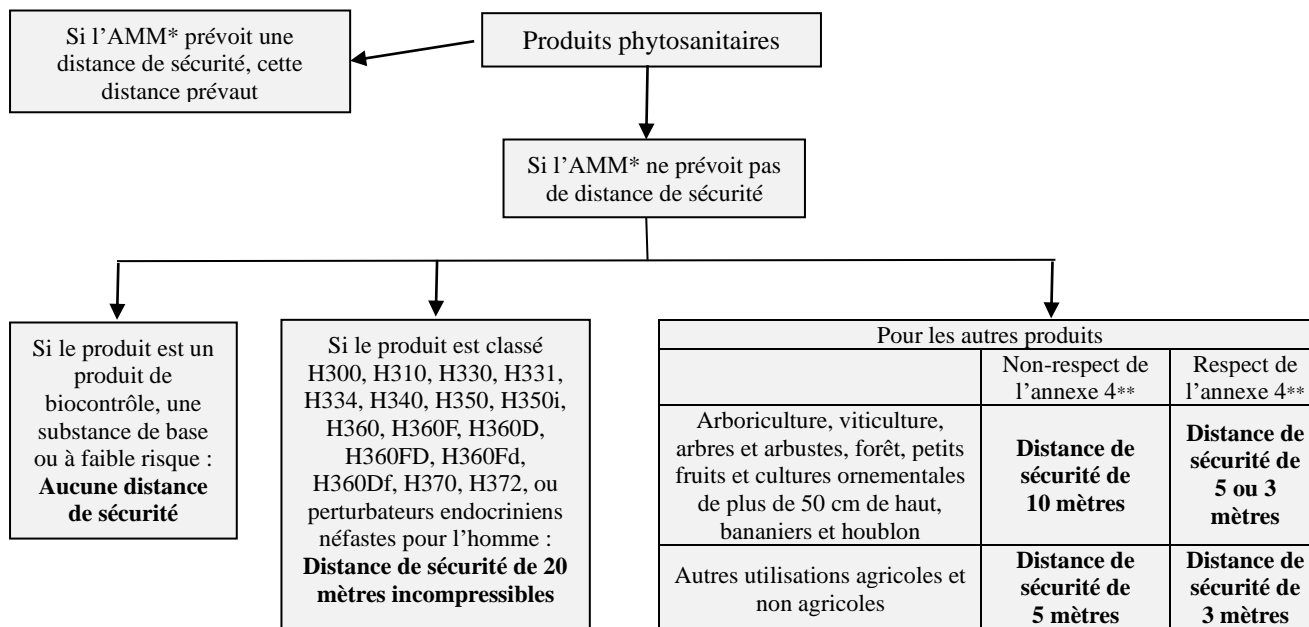 Si l’AMM* prévoit une
distance de sécurité, cette
distance prévaut
Produits phytosanitaires
Si l’AMM* ne prévoit pas
de distance de sécurité
Si le produit est un
produit de
biocontrôle, une
substance de base
ou à faible risque :
Aucune distance
de sécurité
Si le produit est classé
H300, H310, H330, H331,
H334, H340, H350, H350i,
H360, H360F, H360D,
H360FD, H360Fd,
H360Df, H370, H372, ou
perturbateurs endocriniens
néfastes pour l’homme :
Distance de sécurité de 20
mètres incompressibles
Pour les autres produits
Non-respect de
l’annexe 4**
Respect de
l’annexe 4**
Arboriculture, viticulture,
arbres et arbustes, forêt, petits
fruits et cultures ornementales
de plus de 50 cm de haut,
bananiers et houblon
Distance de
sécurité de
10 mètres
Distance de
sécurité de
5 ou 3
mètres
Autres utilisations agricoles et
non agricoles
Distance de
sécurité de
5 mètres
Distance de
sécurité de
3 mètres